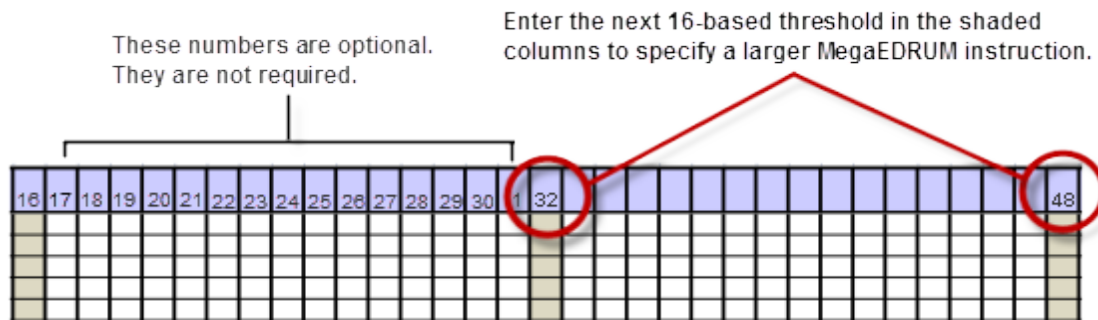 Enter the next 16-based threshold in the shaded
columns to specify a larger MegaEDRUM instruction.
These numbers are optional.
They are not required.
16 17 18 19 20 21 22 23 24 25 26 27 28 29 30 1 32 48